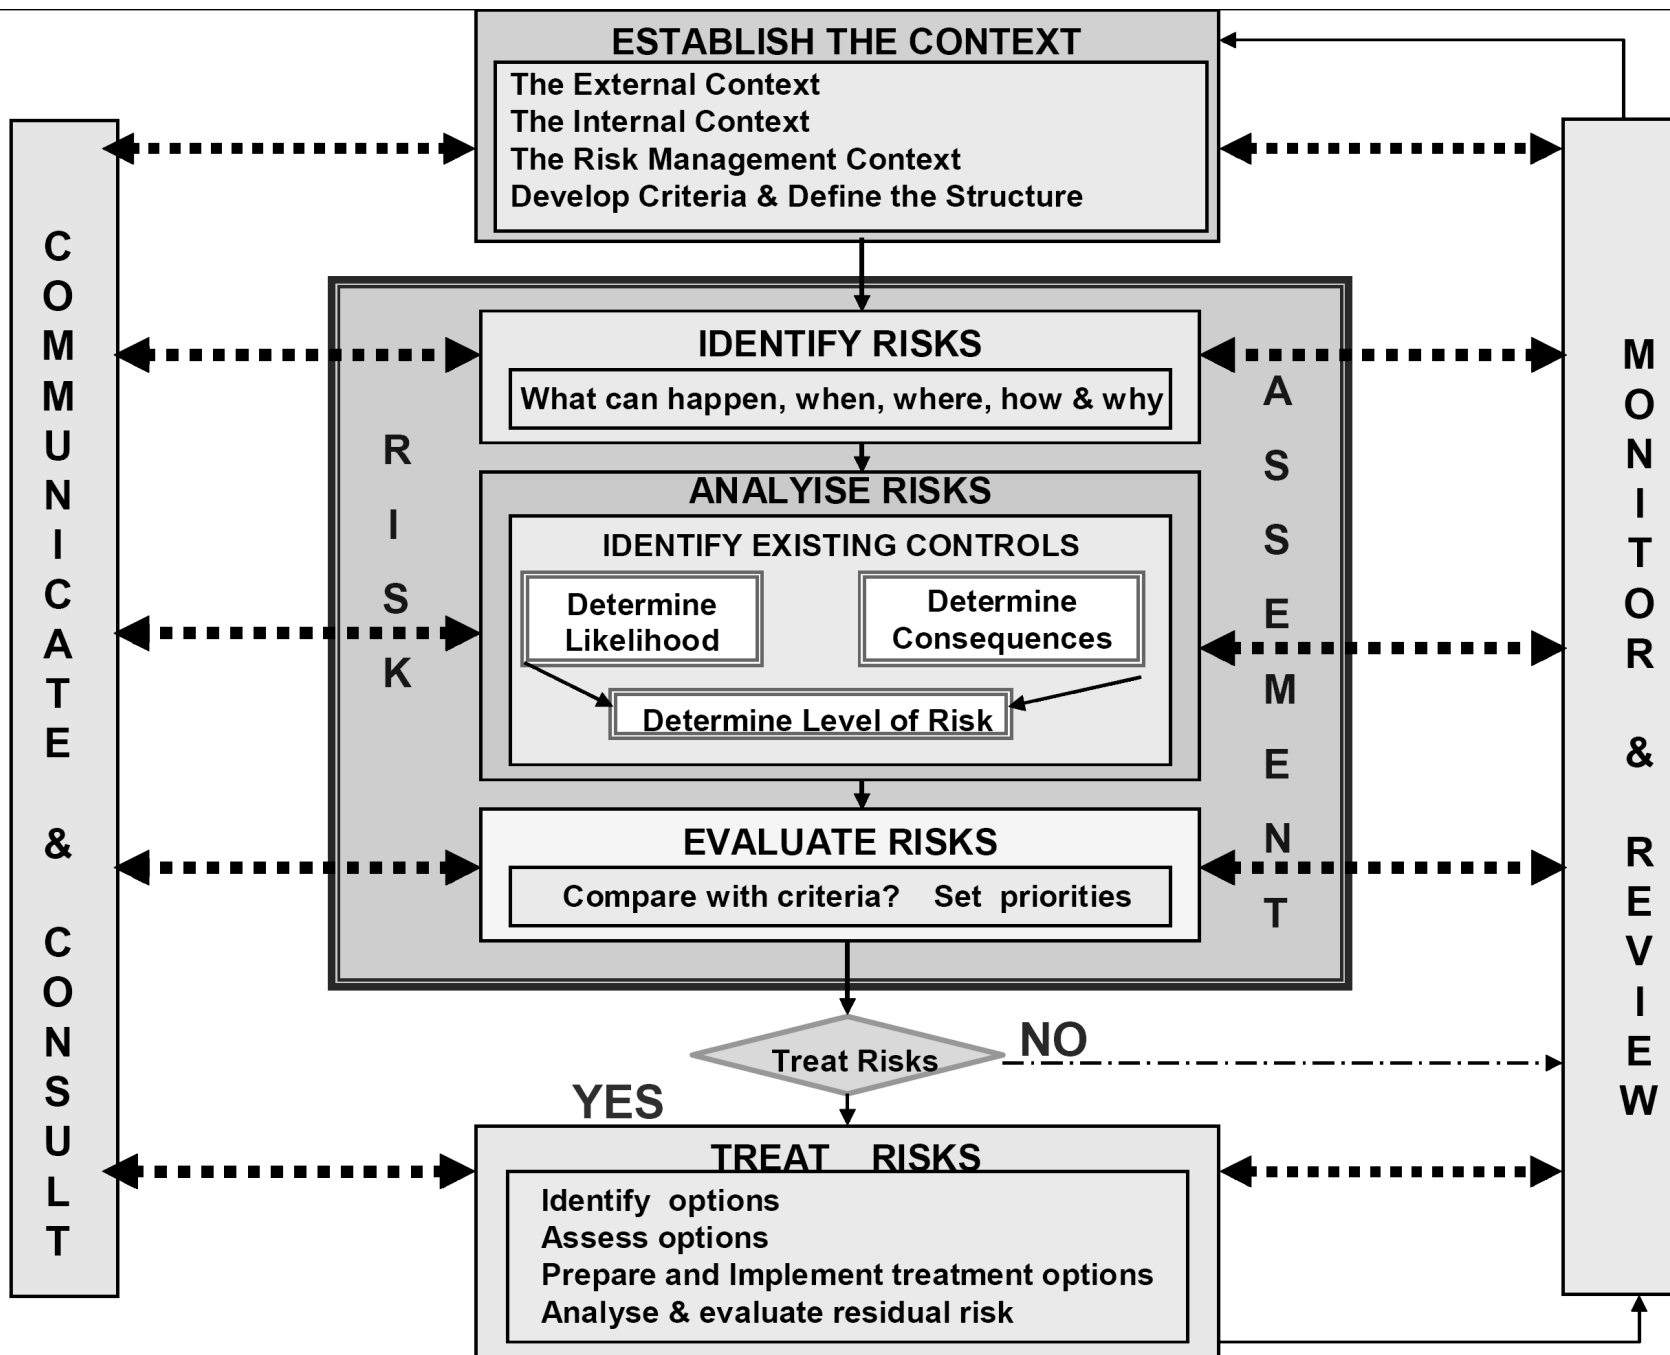 ESTABLISH THE CONTEXT
The External Context
The Internal Context
The Risk Management Context
Develop Criteria & Define the Structure
COMMUNICATE & CONSULT
RISK
IDENTIFY RISKS
What can happen, when, where, how & why
ANALYISE RISKS
IDENTIFY EXISTING CONTROLS
Determine
Likelihood
Determine
Consequences
Determine Level of Risk
EVALUATE RISKS
Compare with criteria? Set priorities
ASSESMENT
MONITOR & REVIEW
Treat Risks
NO
YES
TREAT RISKS
Identify options
Assess options
Prepare and Implement treatment options
Analyse & evaluate residual risk